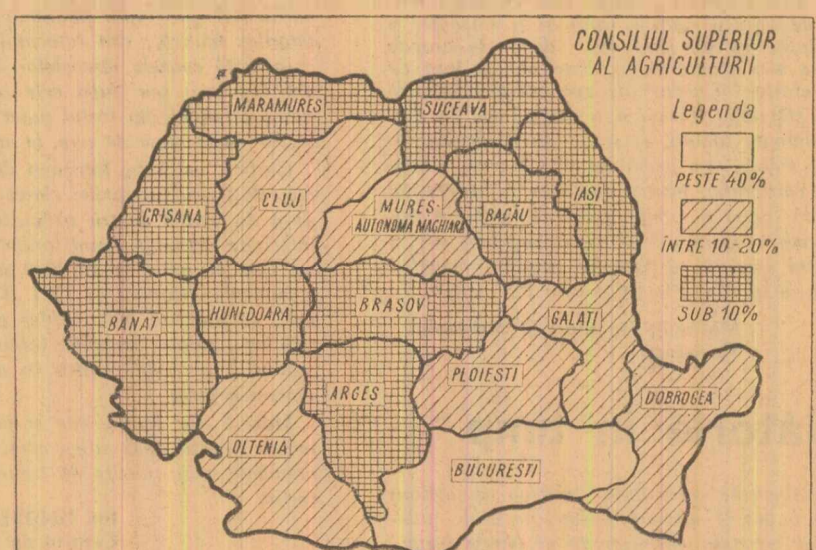 CONSILIUL SUPERIOR
AL AGRICULTURII
Legenda
PESTE 40%
INTRE 10-20%
SUB 10%
MARAMURES
SUCEAVA
IASI
CRISANA
CLUJ
MURES-
AUTONOMA MAGHIARA
BACĂU
BANAT
HUNEDOARA
BRASOV
GALATI
PLOIESTI
ARGES
DOBROGEA
OLTENIA
BUCURESTI